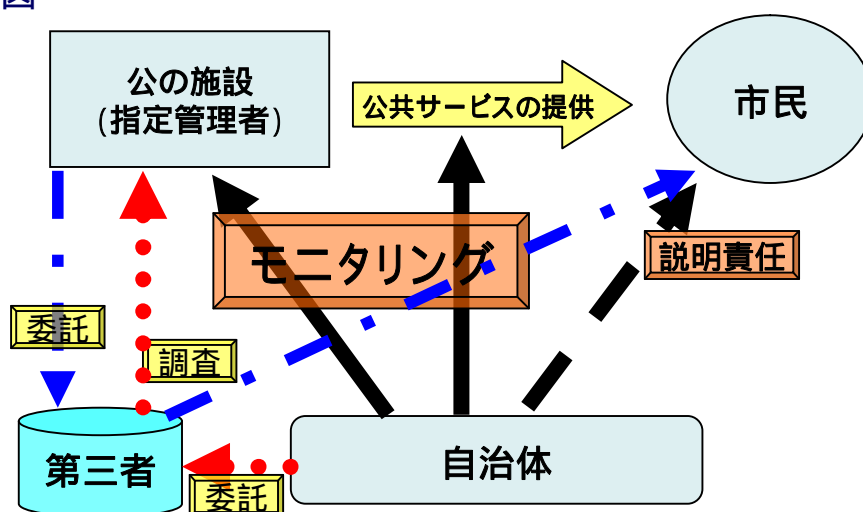 図
公の施設
(指定管理者)
公共サービスの提供
市民
モニタリング
説明責任
委託
調査
第三者
自治体
委託